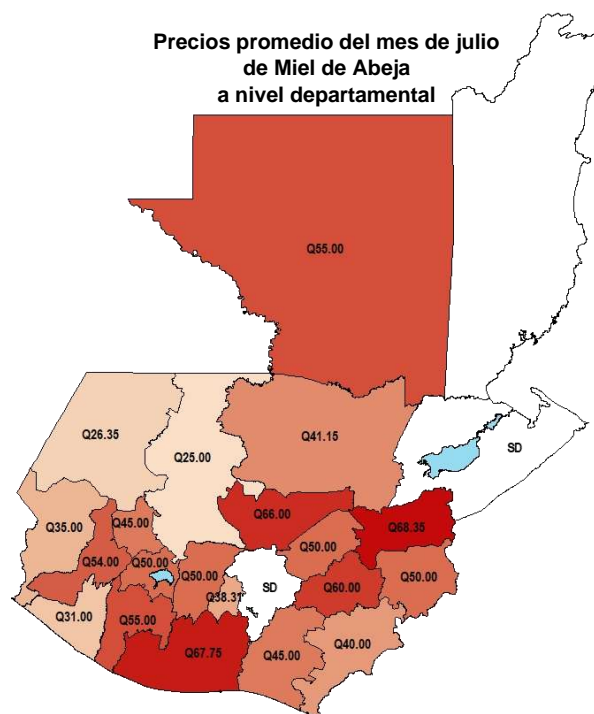 Precios promedio del mes de julio
de Miel de Abeja
a nivel departamental
Q55.00
Q26.35
Q25.00
Q41.15
SD
Q35.00
Q45.00
Q66.00
Q68.35
Q54.00
Q50.00
Q50.00
Q50.00
Q50.00
Q38.31
SD
Q60.00
Q31.00
Q55.00
Q67.75
Q45.00
Q40.00